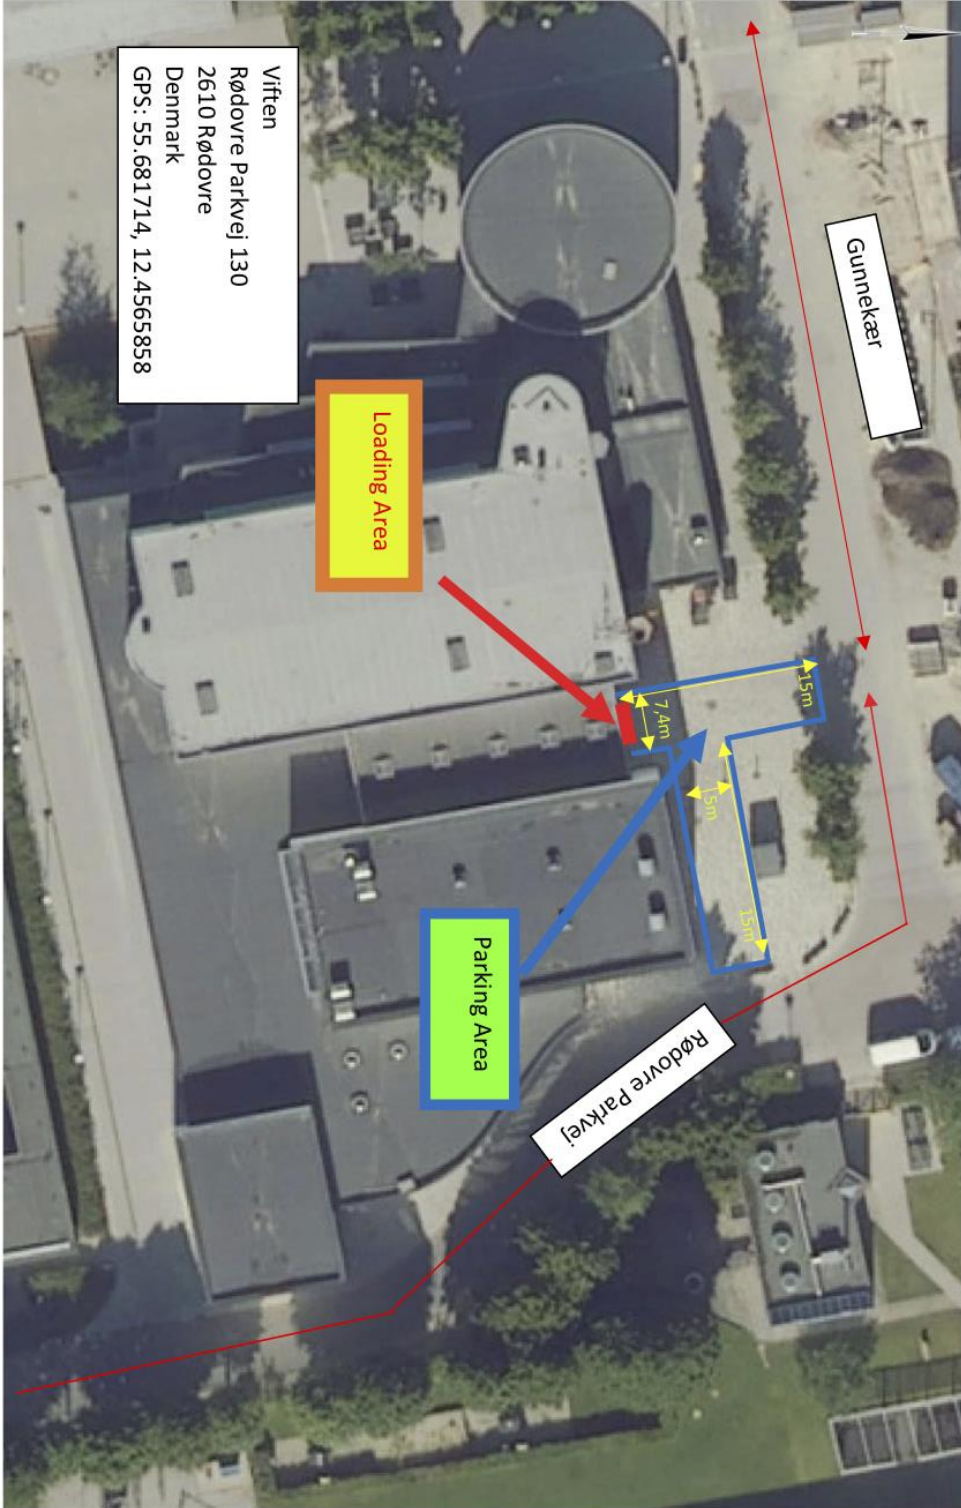 Viften
Rødovre Parkvej 130
2610 Rødovre
Denmark
GPS: 55.681714, 12.4565858
Gunnekær
Loading Area
15m
7,4m
5m
15m
Parking Area
Rødovre Parkvej